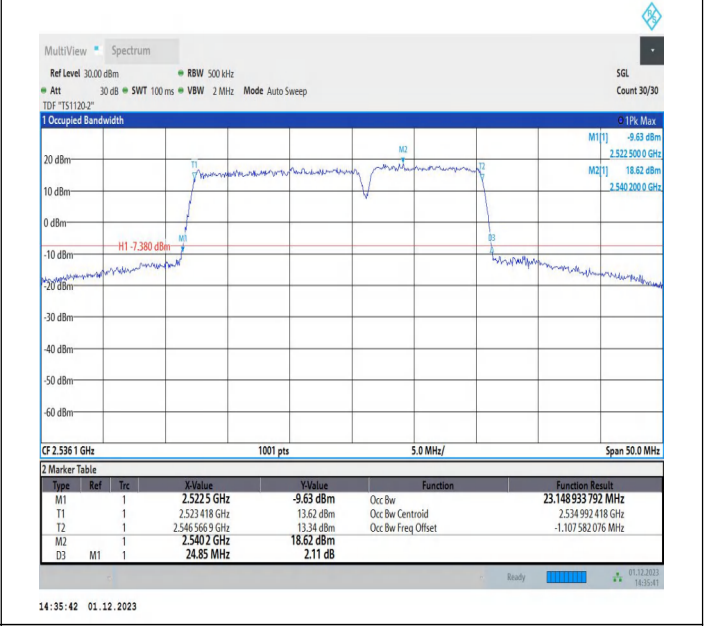 R S
MultiView Spectrum
Ref Level 30.00 dBm RBW 500 kHz SGL
Att 30 dB SWT 100 ms VBW 2 MHz Mode Auto Sweep Count 30/30
TDF "TS1120-2"
1 Occupied Bandwidth 1Pk Max
M1[1] -9.63 dBm
2.522 500 0 GHz
M2[1] 18.62 dBm
2.540 200 0 GHz
M2
T1
T2
20 dBm
10 dBm
0 dBm
M1
D3
H1 -7.380 dBm
-10 dBm
-20 dBm
-30 dBm
-40 dBm
-50 dBm
-60 dBm
CF 2.536 1 GHz 1001 pts 5.0 MHz/ Span 50.0 MHz
2 Marker Table
Type Ref Trc X-Value Y-Value Function Function Result
M1 1 2.522 5 GHz -9.63 dBm Occ Bw 23.148 933 792 MHz
T1 1 2.523 418 GHz 13.62 dBm Occ Bw Centroid 2.534 992 418 GHz
T2 1 2.546 566 9 GHz 13.34 dBm Occ Bw Freq Offset -1.107 582 076 MHz
M2 1 2.540 2 GHz 18.62 dBm
D3 M1 1 24.85 MHz 2.11 dB
Ready 01.12.2023
14:35:41
14:35:42 01.12.2023